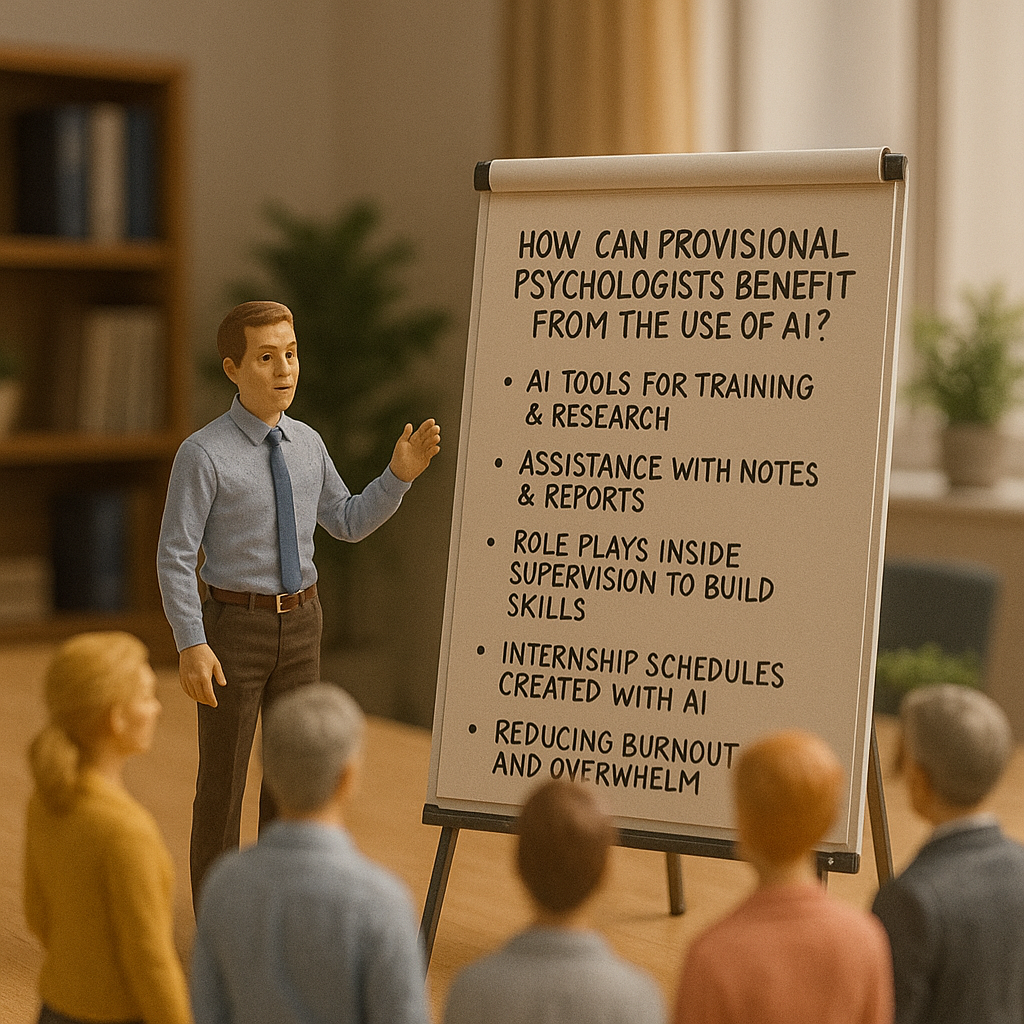 HOW CAN PROVISIONAL
PSYCHOLOGISTS BENEFIT
FROM THE USE OF AI?
• AI TOOLS FOR TRAINING
& RESEARCH
• ASSISTANCE WITH NOTES
& REPORTS
• ROLE PLAYS INSIDE
SUPERVISION TO BUILD
SKILLS
• INTERNSHIP SCHEDULES
CREATED WITH AI
• REDUCING BURNOUT
AND OVERWHELM